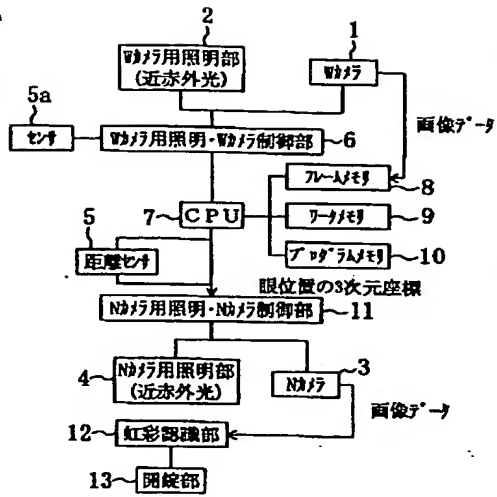 2
1
Wカメラ用照明部
(近赤外光)
Wカメラ
5a
センサ
Wカメラ用照明・Wカメラ制御部
6
画像データ
フレームメモリ
8
7
CPU
ワークメモリ
9
5
距離センサ
プログラムメモリ
10
眼位置の3次元座標
Nカメラ用照明・Nカメラ制御部
11
Nカメラ用照明部
(近赤外光)
4
Nカメラ
3
画像データ
12
虹彩認識部
13
開錠部